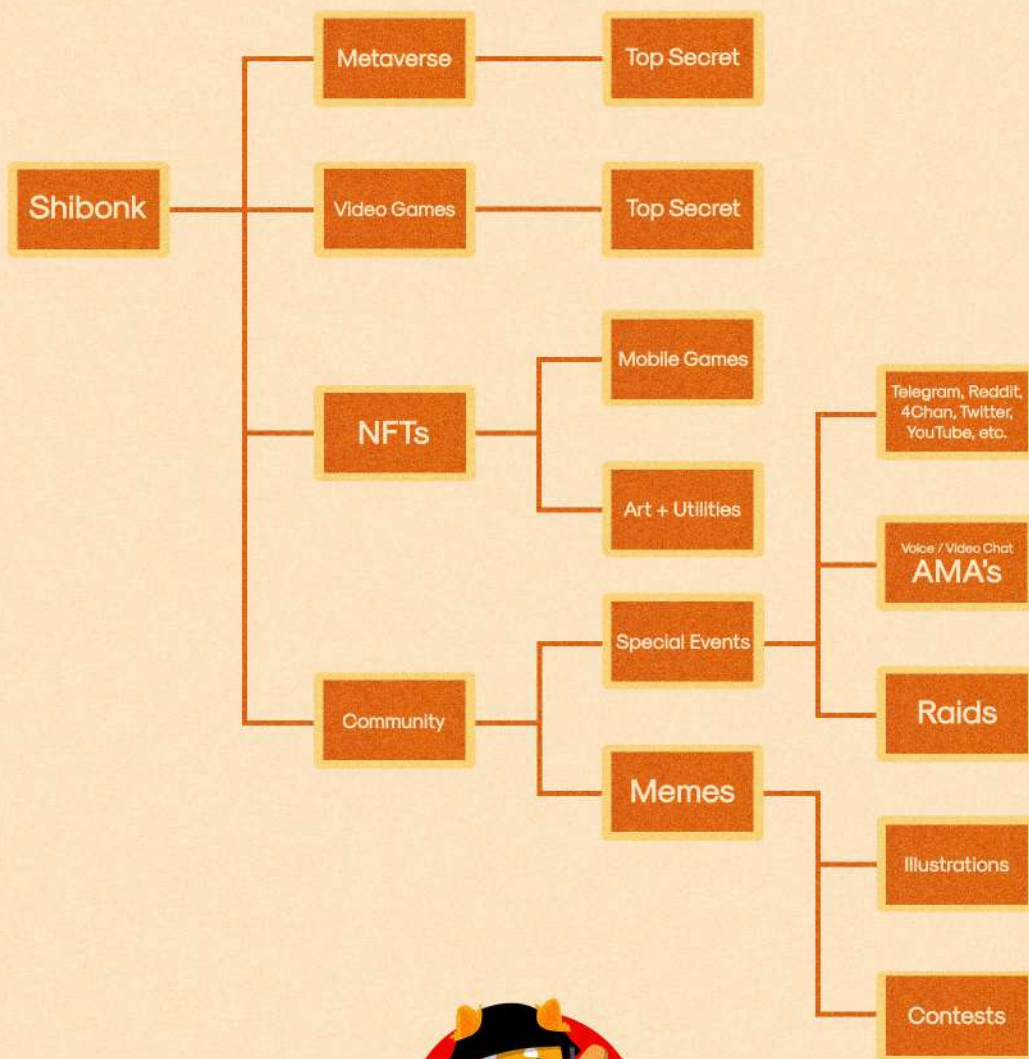 Metaverse
Top Secret
Shibonk
Video Games
Top Secret
Mobile Games
NFTs
Art + Utilities
Telegram, Reddit,
4Chan, Twitter,
YouTube, etc.
Voice / Video Chat
AMA's
Special Events
Raids
Community
Memes
Illustrations
Contests